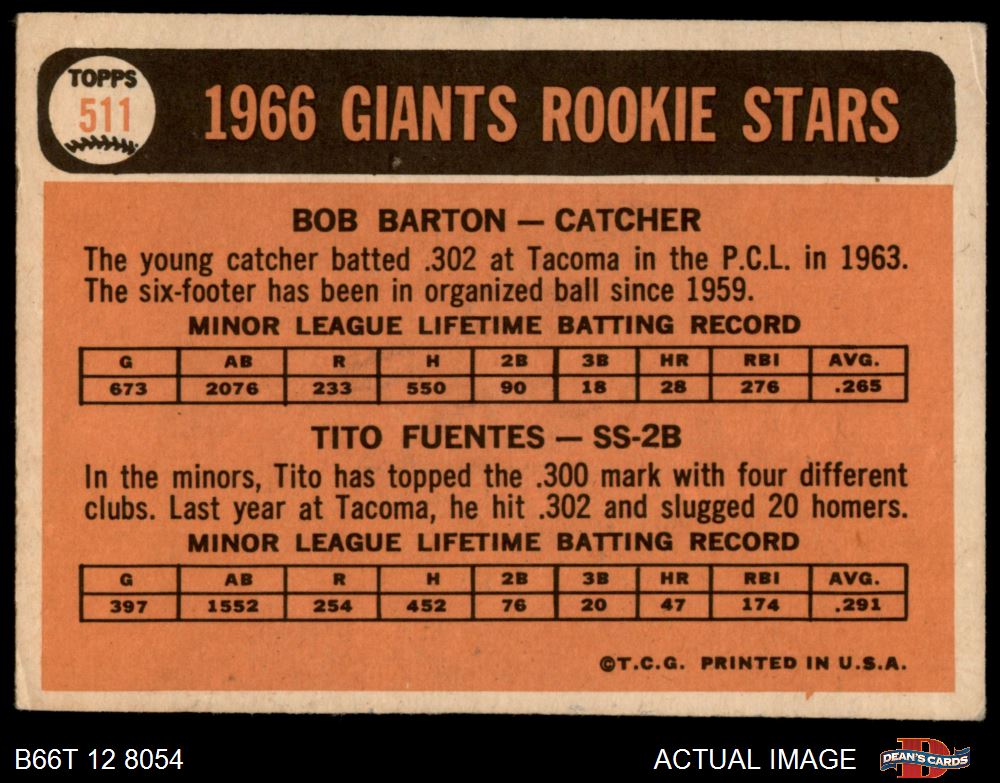 TOPPS
511
1966 GIANTS ROOKIE STARS
BOB BARTON — CATCHER
The young catcher batted .302 at Tacoma in the P.C.L. in 1963.
The six-footer has been in organized ball since 1959.
MINOR LEAGUE LIFETIME BATTING RECORD
G AB R H 2B 3B HR RBI AVG.
673 2076 233 550 90 18 28 276 .265
TITO FUENTES — SS-2B
In the minors, Tito has topped the .300 mark with four different
clubs. Last year at Tacoma, he hit .302 and slugged 20 homers.
MINOR LEAGUE LIFETIME BATTING RECORD
G AB R H 2B 3B HR RBI AVG.
397 1552 254 452 76 20 47 174 .291
©T.C.G. PRINTED IN U.S.A.
B66T 12 8054 ACTUAL IMAGE DEAN'S CARDS